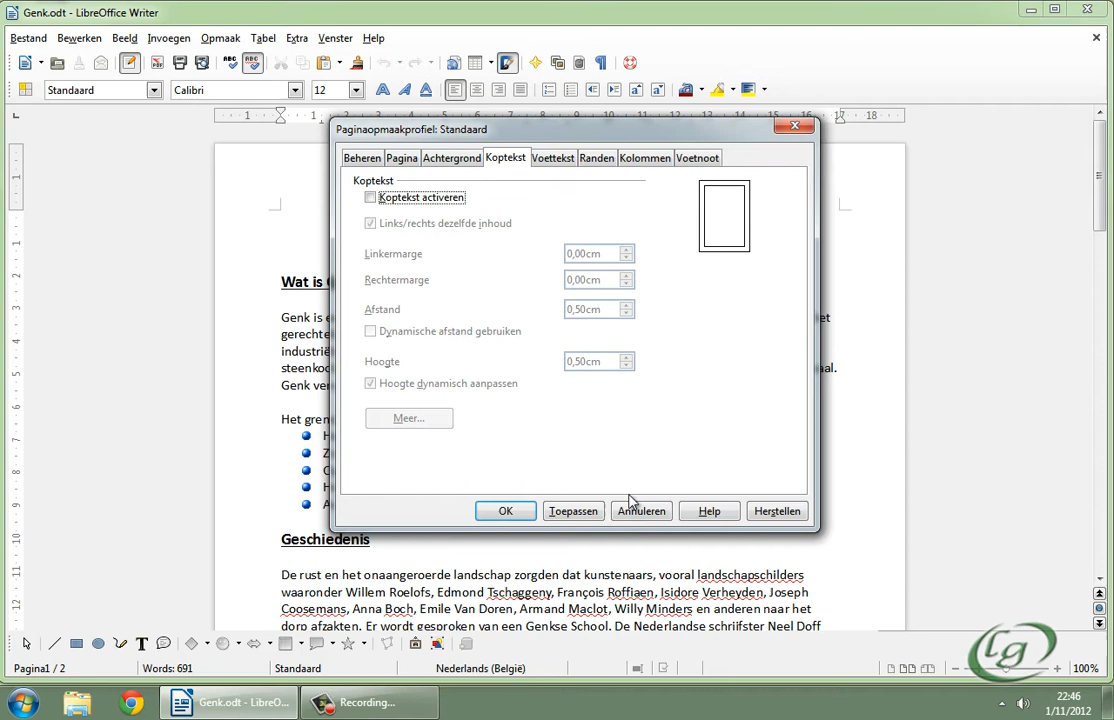 Genk.odt - LibreOffice Writer
Bestand Bewerken Beeld Invoegen Opmaak Tabel Extra Venster Help
Standaard Calibri 12
1 1 17 18
Paginaopmaakprofiel: Standaard
Beheren Pagina Achtergrond Koptekst Voettekst Randen Kolommen Voetnoot
Koptekst
Koptekst activeren
Links/rechts dezelfde inhoud
Linkermarge 0,00cm
Rechtermarge 0,00cm
Afstand 0,50cm
Dynamische afstand gebruiken
Hoogte 0,50cm
Hoogte dynamisch aanpassen
Meer...
OK Toepassen Annuleren Help Herstellen
Wat is
Genk is
gerechte
industrië
steenko aal.
Genk ver
Het gren
Geschiedenis
De rust en het onaangeroerde landschap zorgden dat kunstenaars, vooral landschapschilders
waaronder Willem Roelofs, Edmond Tschaggeny, François Roffiaen, Isidore Verheyden, Joseph
Coosemans, Anna Boch, Emile Van Doren, Armand Maclot, Willy Minders en anderen naar het
dorp afzakten. Er wordt gesproken van een Genkse School. De Nederlandse schrijfster Neel Doff
Pagina1 / 2 Words: 691 Standaard Nederlands (België) 100%
lg
Genk.odt - LibreO... Recording...
22:46
1/11/2012